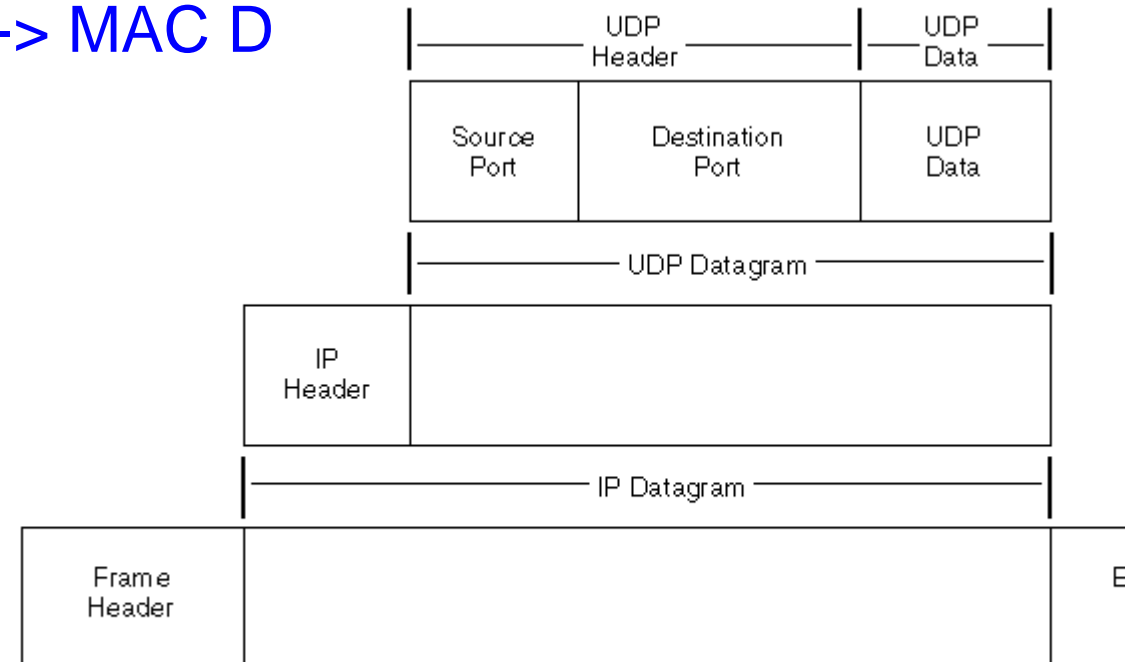 -> MAC D
UDP
Header
UDP
Data
Source
Port
Destination
Port
UDP
Data
UDP Datagram
IP
Header
IP Datagram
Frame
Header
E